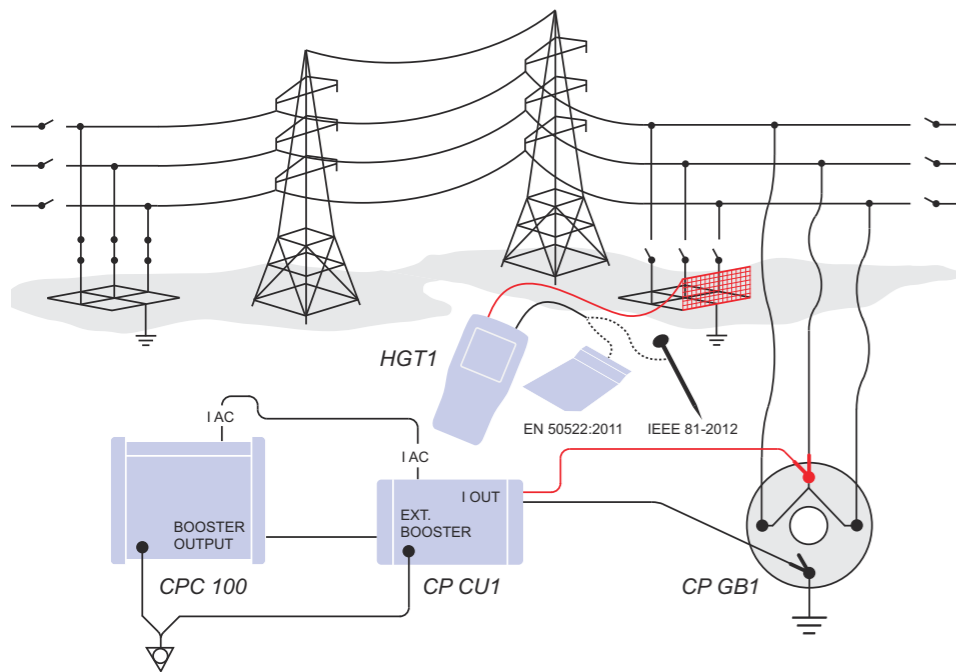 HGT1
EN 50522:2011
IEEE 81-2012
I AC
I AC
I OUT
BOOSTER
OUTPUT
EXT.
BOOSTER
CPC 100
CP CU1
CP GB1